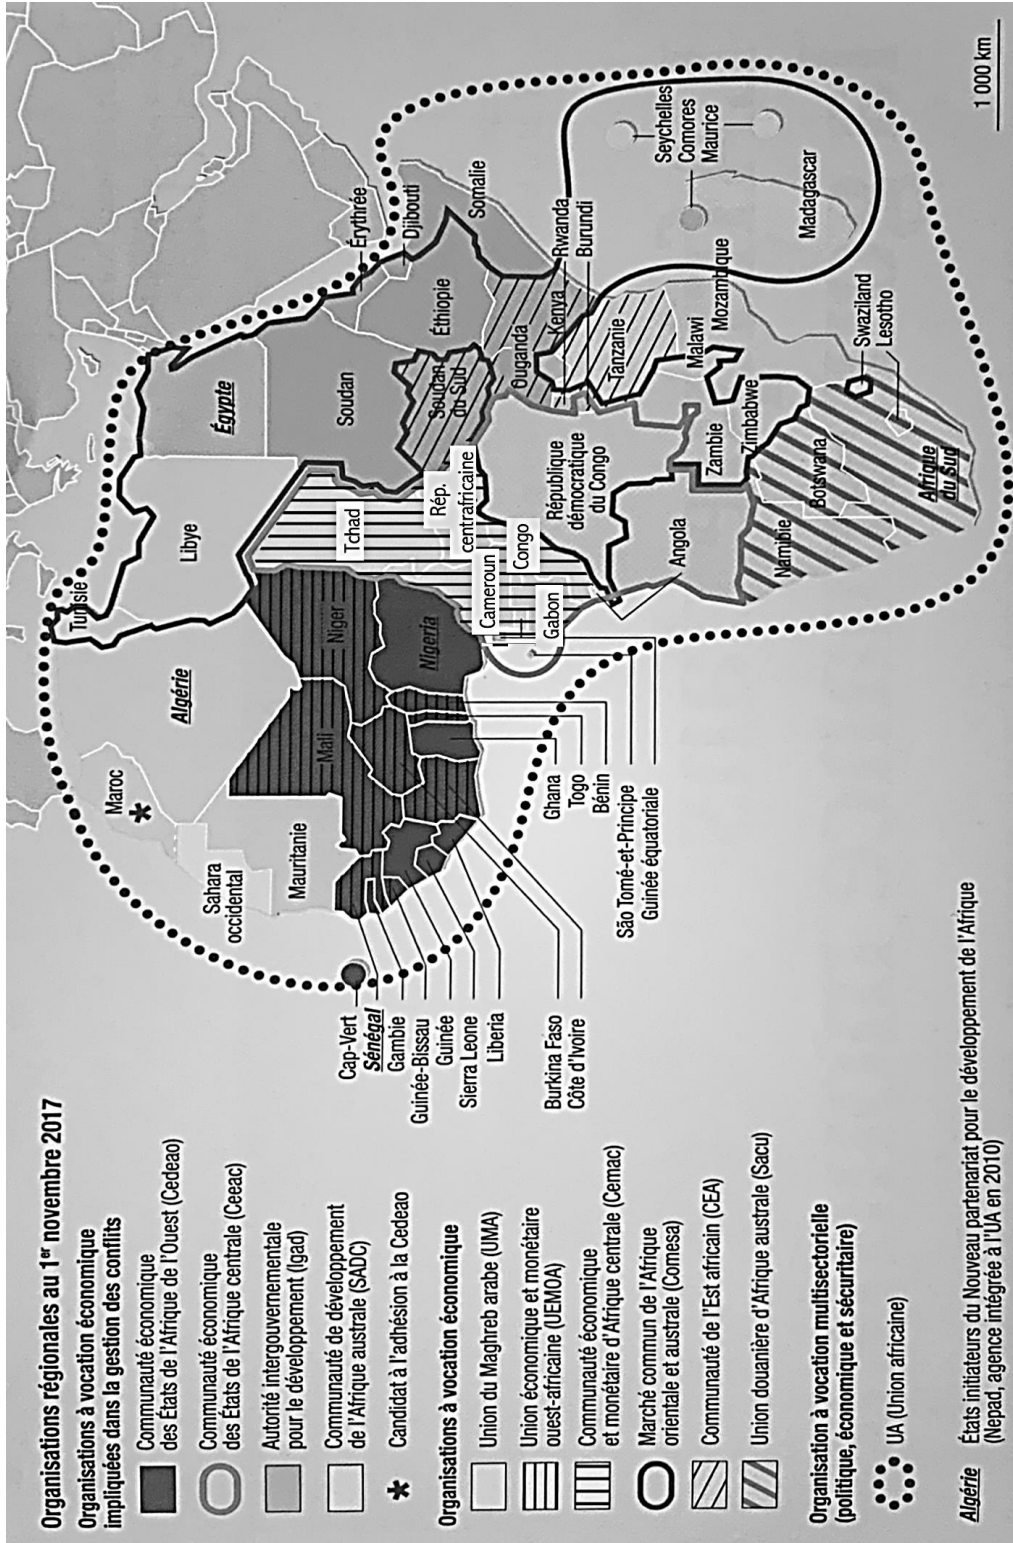 Organisations régionales au 1er novembre 2017
Organisations à vocation économique
impliquées dans la gestion des conflits
Communauté économique
des États de l'Afrique de l'Ouest (Cedeao)
Communauté économique
des États de l'Afrique centrale (Ceeac)
Autorité intergouvernementale
pour le développement (Igad)
Communauté de développement
de l'Afrique australe (SADC)
Candidat à l'adhésion à la Cedeao
Organisations à vocation économique
Union du Maghreb arabe (UMA)
Union économique et monétaire
ouest-africaine (UEMOA)
Communauté économique
et monétaire d'Afrique centrale (Cemac)
Marché commun de l'Afrique
orientale et australe (Comesa)
Communauté de l'Est africain (CEA)
Union douanière d'Afrique australe (Sacu)
Organisation à vocation multisectorielle
(politique, économique et sécuritaire)
UA (Union africaine)
Algérie
États initiateurs du Nouveau partenariat pour le développement de l'Afrique
(Nepad, agence intégrée à l'UA en 2010)
Maroc
Sahara
occidental
Mauritanie
Algérie
Tunisie
Libye
Égypte
Mali
Niger
Tchad
Soudan
Érythrée
Djibouti
Éthiopie
Somalie
Nigeria
Cameroun
Rép.
centrafricaine
Soudan
du Sud
Congo
Gabon
Ouganda
Kenya
Rwanda
Burundi
République
démocratique
du Congo
Tanzanie
Angola
Zambie
Malawi
Mozambique
Zimbabwe
Namibie
Botswana
Afrique
du Sud
Swaziland
Lesotho
Seychelles
Comores
Maurice
Madagascar
Cap-Vert
Sénégal
Gambie
Guinée-Bissau
Guinée
Sierra Leone
Liberia
Burkina Faso
Côte d'Ivoire
Ghana
Togo
Bénin
São Tomé-et-Principe
Guinée équatoriale
1 000 km